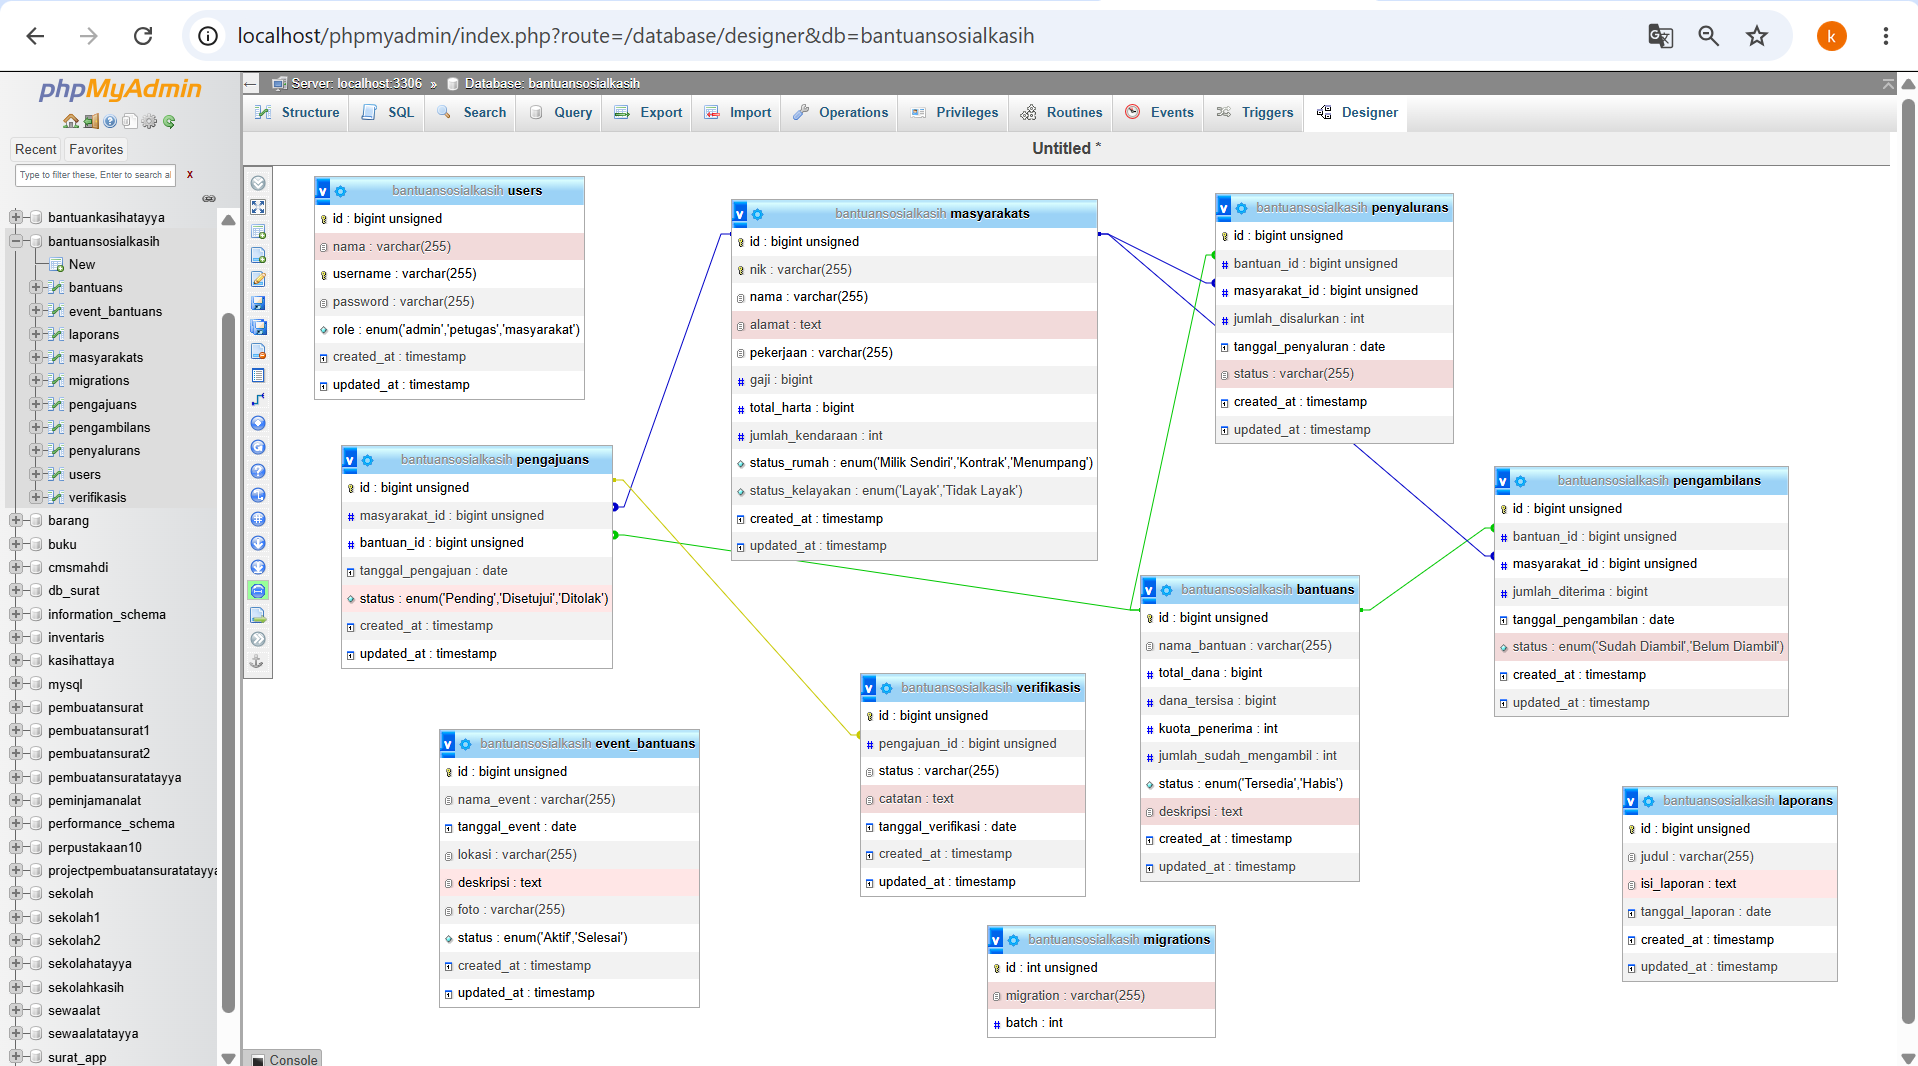 localhost/phpmyadmin/index.php?route=/database/designer&db=bantuansosialkasih
k
phpMyAdmin
Recent
Favorites
Type to filter these, Enter to search al
x
bantuankasihatayya
bantuansosialkasih
New
bantuans
event_bantuans
laporans
masyarakats
migrations
pengajuans
pengambilans
penyalurans
users
verifikasis
barang
buku
cmsmahdi
db_surat
information_schema
inventaris
kasihattaya
mysql
pembuatansurat
pembuatansurat1
pembuatansurat2
pembuatansuratatayya
peminjamanalat
performance_schema
perpustakaan10
projectpembuatansuratatayya
sekolah
sekolah1
sekolah2
sekolahatayya
sekolahkasih
sewaalat
sewaalatatayya
surat_app
Server: localhost:3306 » Database: bantuansosialkasih
Structure
SQL
Search
Query
Export
Import
Operations
Privileges
Routines
Events
Triggers
Designer
Untitled *
v bantuansosialkasih users
id : bigint unsigned
nama : varchar(255)
username : varchar(255)
password : varchar(255)
role : enum('admin','petugas','masyarakat')
created_at : timestamp
updated_at : timestamp
v bantuansosialkasih masyarakats
id : bigint unsigned
nik : varchar(255)
nama : varchar(255)
alamat : text
pekerjaan : varchar(255)
# gaji : bigint
# total_harta : bigint
# jumlah_kendaraan : int
status_rumah : enum('Milik Sendiri','Kontrak','Menumpang')
status_kelayakan : enum('Layak','Tidak Layak')
created_at : timestamp
updated_at : timestamp
v bantuansosialkasih penyalurans
id : bigint unsigned
# bantuan_id : bigint unsigned
# masyarakat_id : bigint unsigned
# jumlah_disalurkan : int
tanggal_penyaluran : date
status : varchar(255)
created_at : timestamp
updated_at : timestamp
v bantuansosialkasih pengajuans
id : bigint unsigned
# masyarakat_id : bigint unsigned
# bantuan_id : bigint unsigned
tanggal_pengajuan : date
status : enum('Pending','Disetujui','Ditolak')
created_at : timestamp
updated_at : timestamp
v bantuansosialkasih pengambilans
id : bigint unsigned
# bantuan_id : bigint unsigned
# masyarakat_id : bigint unsigned
# jumlah_diterima : bigint
tanggal_pengambilan : date
status : enum('Sudah Diambil','Belum Diambil')
created_at : timestamp
updated_at : timestamp
v bantuansosialkasih bantuans
id : bigint unsigned
nama_bantuan : varchar(255)
# total_dana : bigint
# dana_tersisa : bigint
# kuota_penerima : int
# jumlah_sudah_mengambil : int
status : enum('Tersedia','Habis')
deskripsi : text
created_at : timestamp
updated_at : timestamp
v bantuansosialkasih verifikasis
id : bigint unsigned
# pengajuan_id : bigint unsigned
status : varchar(255)
catatan : text
tanggal_verifikasi : date
created_at : timestamp
updated_at : timestamp
v bantuansosialkasih event_bantuans
id : bigint unsigned
nama_event : varchar(255)
tanggal_event : date
lokasi : varchar(255)
deskripsi : text
foto : varchar(255)
status : enum('Aktif','Selesai')
created_at : timestamp
updated_at : timestamp
v bantuansosialkasih laporans
id : bigint unsigned
judul : varchar(255)
isi_laporan : text
tanggal_laporan : date
created_at : timestamp
updated_at : timestamp
v bantuansosialkasih migrations
id : int unsigned
migration : varchar(255)
# batch : int
Console